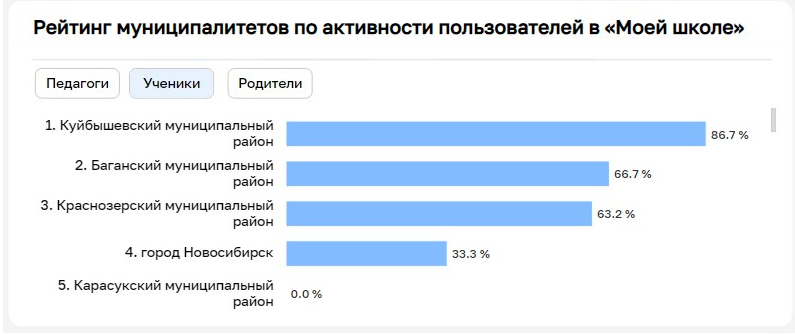 Рейтинг муниципалитетов по активности пользователей в «Моей школе»
Педагоги Ученики Родители
1. Куйбышевский муниципальный
район
86.7 %
2. Баганский муниципальный
район
66.7 %
3. Краснозерский муниципальный
район
63.2 %
4. город Новосибирск
33.3 %
5. Карасукский муниципальный
район
0.0 %